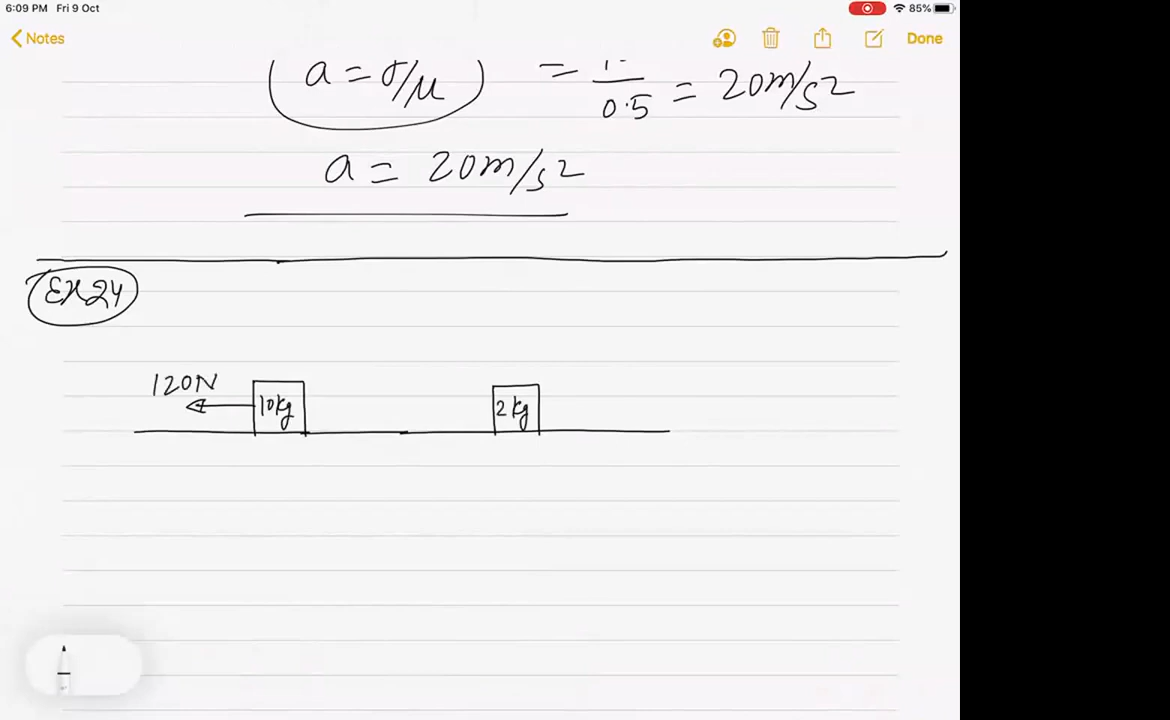 6:09 PM Fri 9 Oct 85%
Notes Done
a = σ/μ = 0.5 = 20m/s2
a = 20m/s2
Ex24
120N
10kg 2kg